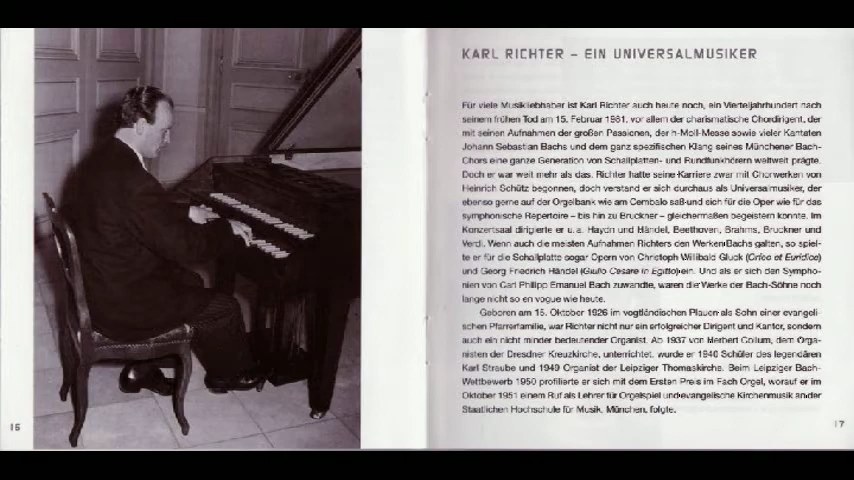 KARL RICHTER – EIN UNIVERSALMUSIKER
Für viele Musikliebhaber ist Karl Richter auch heute noch, ein Vierteljahrhundert nach
seinem frühen Tod am 15. Februar 1981, vor allem der charismatische Chordirigent, der
mit seinen Aufnahmen der großen Passionen, der h-Moll-Messe sowie vieler Kantaten
Johann Sebastian Bachs und dem ganz spezifischen Klang seines Münchener Bach-
Chors eine ganze Generation von Schallplatten- und Rundfunkhörern weltweit prägte.
Doch er war weit mehr als das. Richter hatte seine Karriere zwar mit Chorwerken von
Heinrich Schütz begonnen, doch verstand er sich durchaus als Universalmusiker, der
ebenso gerne auf der Orgelbank wie am Cembalo saß und sich für die Oper wie für das
symphonische Repertoire – bis hin zu Bruckner – gleichermaßen begeistern konnte. Im
Konzertsaal dirigierte er u. a. Haydn und Händel, Beethoven, Brahms, Bruckner und
Verdi. Wenn auch die meisten Aufnahmen Richters den Werken Bachs galten, so spiel-
te er für die Schallplatte sogar Opern von Christoph Willibald Gluck (Orfeo et Euridice)
und Georg Friedrich Händel (Giulio Cesare in Egitto) ein. Und als er sich den Sympho-
nien von Carl Philipp Emanuel Bach zuwandte, waren die Werke der Bach-Söhne noch
lange nicht so en vogue wie heute.
Geboren am 15. Oktober 1926 im vogtländischen Plauen als Sohn einer evangeli-
schen Pfarrerfamilie, war Richter nicht nur ein erfolgreicher Dirigent und Kantor, sondern
auch ein nicht minder bedeutender Organist. Ab 1937 von Herbert Collum, dem Orga-
nisten der Dresdner Kreuzkirche, unterrichtet, wurde er 1946 Schüler des legendären
Karl Straube und 1949 Organist der Leipziger Thomaskirche. Beim Leipziger Bach-
Wettbewerb 1950 profilierte er sich mit dem Ersten Preis im Fach Orgel, worauf er im
Oktober 1951 einem Ruf als Lehrer für Orgelspiel und evangelische Kirchenmusik an der
Staatlichen Hochschule für Musik, München, folgte.
16
17